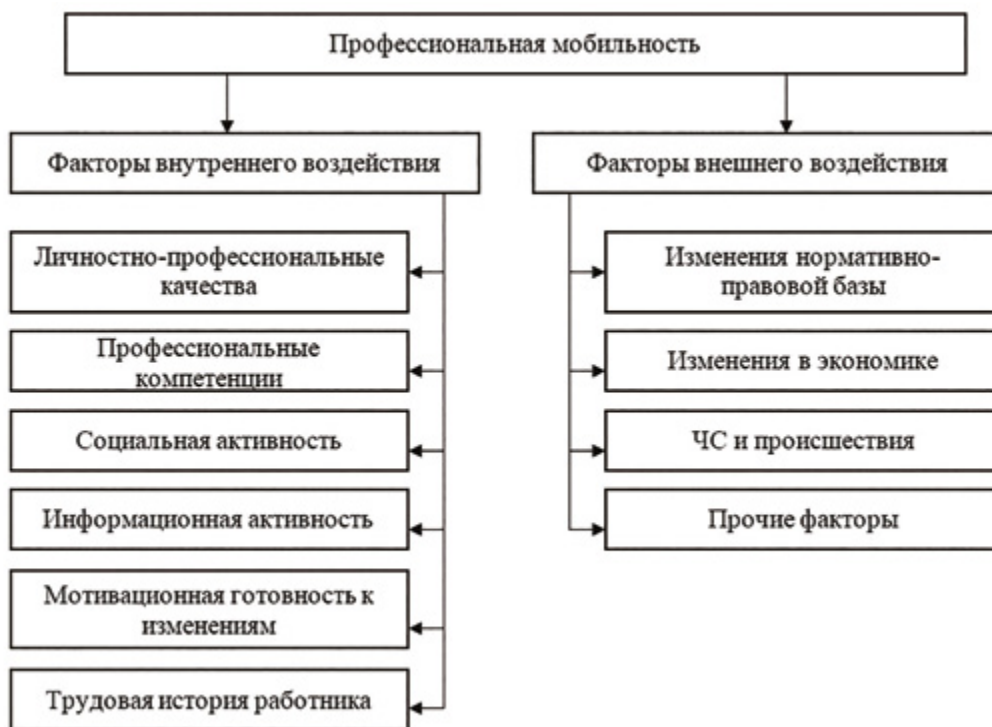 Профессиональная мобильность
Факторы внутреннего воздействия
Личностно-профессиональные
качества
Профессиональные
компетенции
Социальная активность
Информационная активность
Мотивационная готовность к
изменениям
Трудовая история работника
Факторы внешнего воздействия
Изменения нормативно-
правовой базы
Изменения в экономике
ЧС и происшествия
Прочие факторы